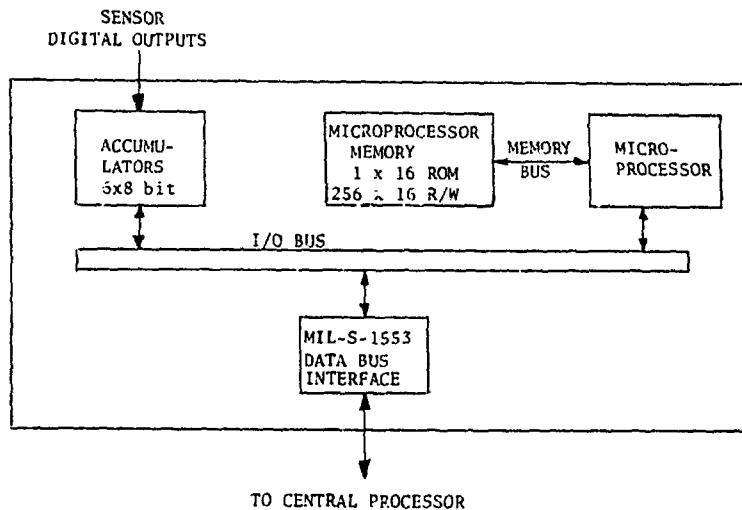 SENSOR
DIGITAL OUTPUTS
ACCUMU-
LATORS
6x8 bit
MICROPROCESSOR
MEMORY
1 x 16 ROM
256 x 16 R/W
MEMORY
BUS
MICRO-
PROCESSOR
I/O BUS
MIL-S-1553
DATA BUS
INTERFACE
TO CENTRAL PROCESSOR